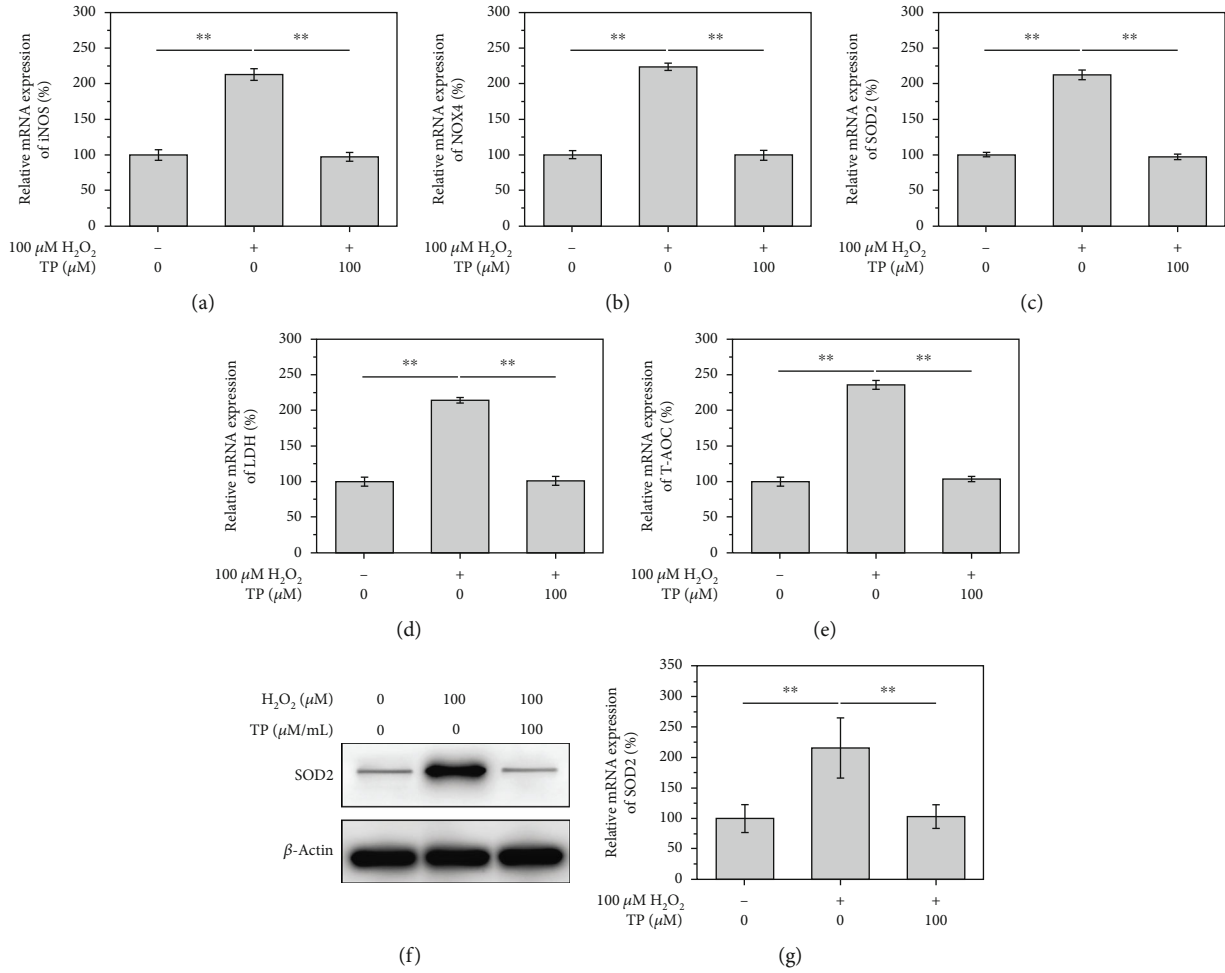 Relative mRNA expression
of iNOS (%)
300
250
200
150
100
50
0
** **
100 μM H₂O₂ – + +
TP (μM) 0 0 100
(a)
Relative mRNA expression
of NOX4 (%)
300
250
200
150
100
50
0
** **
100 μM H₂O₂ – + +
TP (μM) 0 0 100
(b)
Relative mRNA expression
of SOD2 (%)
300
250
200
150
100
50
0
** **
100 μM H₂O₂ – + +
TP (μM) 0 0 100
(c)
Relative mRNA expression
of LDH (%)
300
250
200
150
100
50
0
** **
100 μM H₂O₂ – + +
TP (μM) 0 0 100
(d)
Relative mRNA expression
of T-AOC (%)
300
250
200
150
100
50
0
** **
100 μM H₂O₂ – + +
TP (μM) 0 0 100
(e)
H₂O₂ (μM) 0 100 100
TP (μM/mL) 0 0 100
SOD2
β-Actin
(f)
Relative mRNA expression
of SOD2 (%)
350
300
250
200
150
100
50
0
** **
100 μM H₂O₂ – + +
TP (μM) 0 0 100
(g)